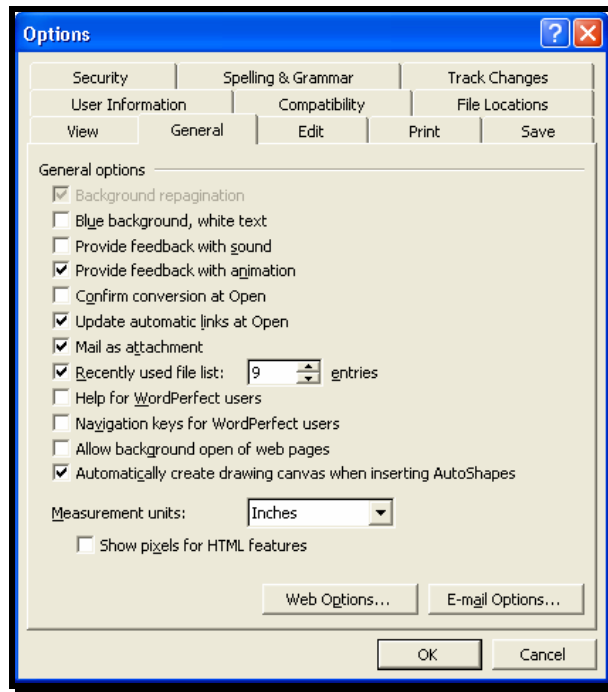 Options
Security Spelling & Grammar Track Changes
User Information Compatibility File Locations
View General Edit Print Save
General options
Background repagination
Blue background, white text
Provide feedback with sound
Provide feedback with animation
Confirm conversion at Open
Update automatic links at Open
Mail as attachment
Recently used file list: 9 entries
Help for WordPerfect users
Navigation keys for WordPerfect users
Allow background open of web pages
Automatically create drawing canvas when inserting AutoShapes
Measurement units: Inches
Show pixels for HTML features
Web Options... E-mail Options...
OK Cancel